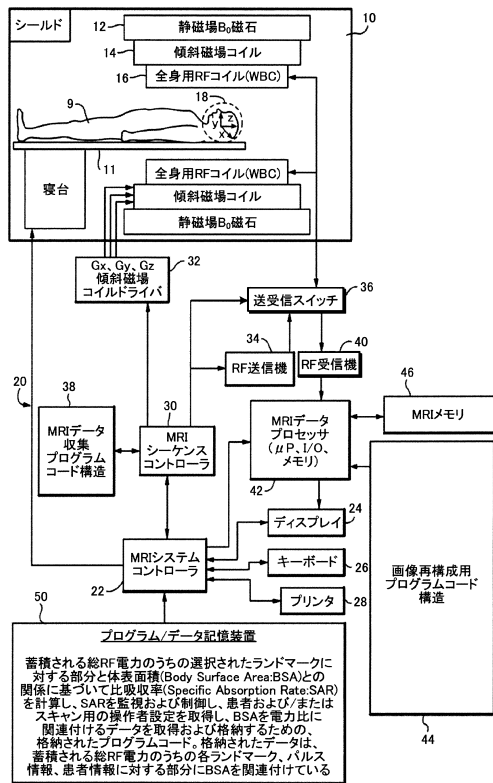 シールド
10
12
静磁場B₀磁石
14
傾斜磁場コイル
16
全身用RFコイル(WBC)
18
9
y
z
x
11
寝台
全身用RFコイル(WBC)
傾斜磁場コイル
静磁場B₀磁石
Gx、Gy、Gz
傾斜磁場
コイルドライバ
32
送受信スイッチ
36
34
RF送信機
40
RF受信機
20
38
MRIデータ
収集
プログラム
コード構造
30
MRI
シーケンス
コントローラ
MRIデータ
プロセッサ
(μP、I/O、
メモリ)
42
46
MRIメモリ
ディスプレイ
24
MRIシステム
コントローラ
22
キーボード
26
プリンタ
28
画像再構成用
プログラムコード
構造
44
50
プログラム/データ記憶装置
蓄積される総RF電力のうちの選択されたランドマークに
対する部分と体表面積(Body Surface Area:BSA)との
関係に基づいて比吸収率(Specific Absorption Rate:SAR)
を計算し、SARを監視および制御し、患者および/または
スキャン用の操作者設定を取得し、BSAを電力比に
関連付けるデータを取得および格納するための、
格納されたプログラムコード。格納されたデータは、
蓄積される総RF電力のうちの各ランドマーク、パルス
情報、患者情報に対する部分にBSAを関連付けている